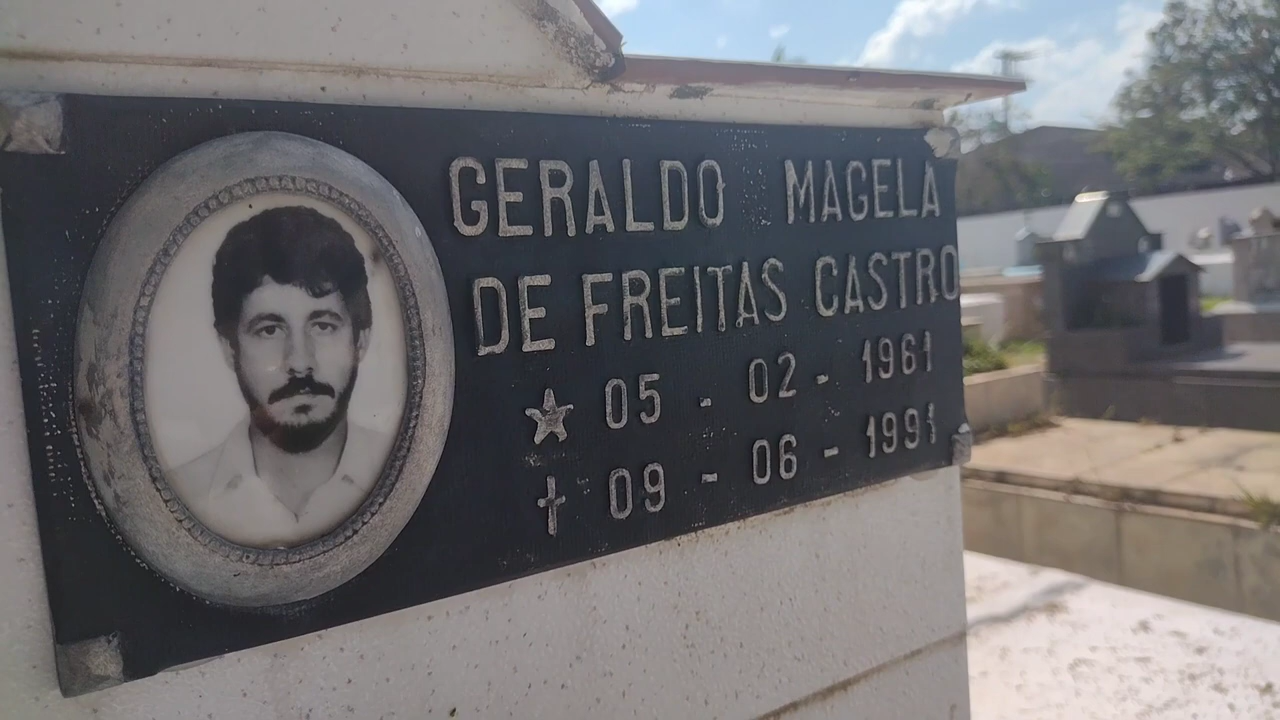 GERALDO MAGELA
DE FREITAS CASTRO
★ 05 - 02 - 1961
✝ 09 - 06 - 1991